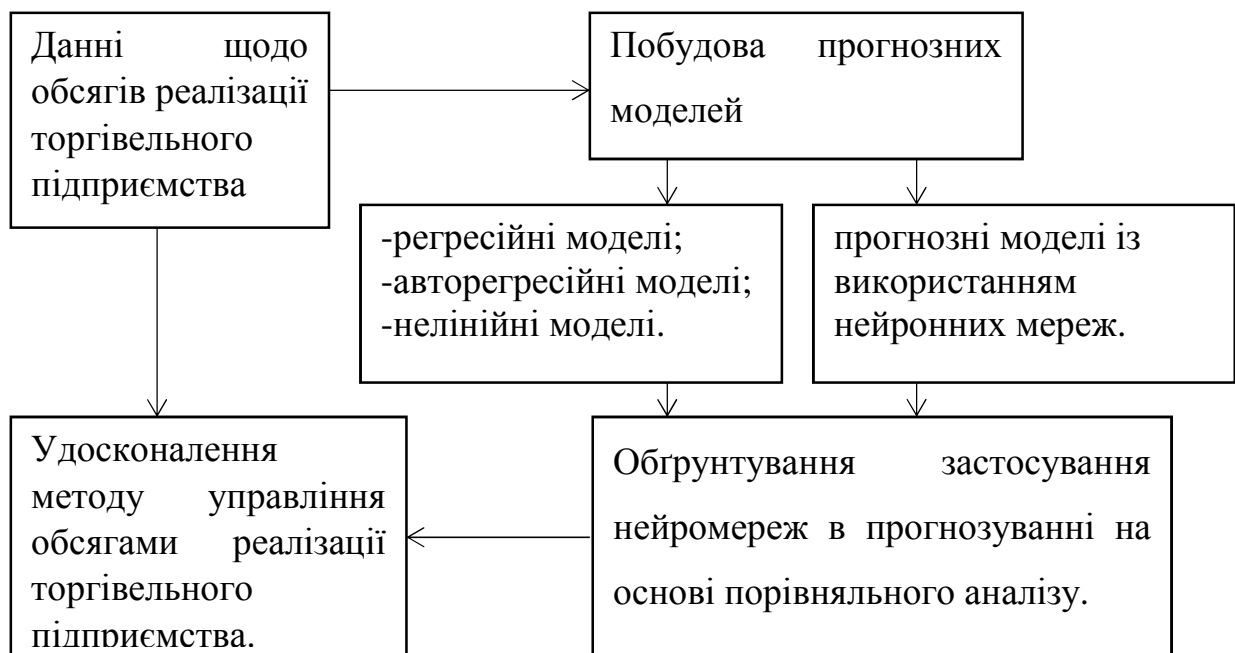 Данні щодо
обсягів реалізації
торгівельного
підприємства
Побудова прогнозних
моделей
-регресійні моделі;
-авторегресійні моделі;
-нелінійні моделі.
прогнозні моделі із
використанням
нейронних мереж.
Удосконалення
методу управління
обсягами реалізації
торгівельного
підприємства.
Обґрунтування застосування
нейромереж в прогнозуванні на
основі порівняльного аналізу.